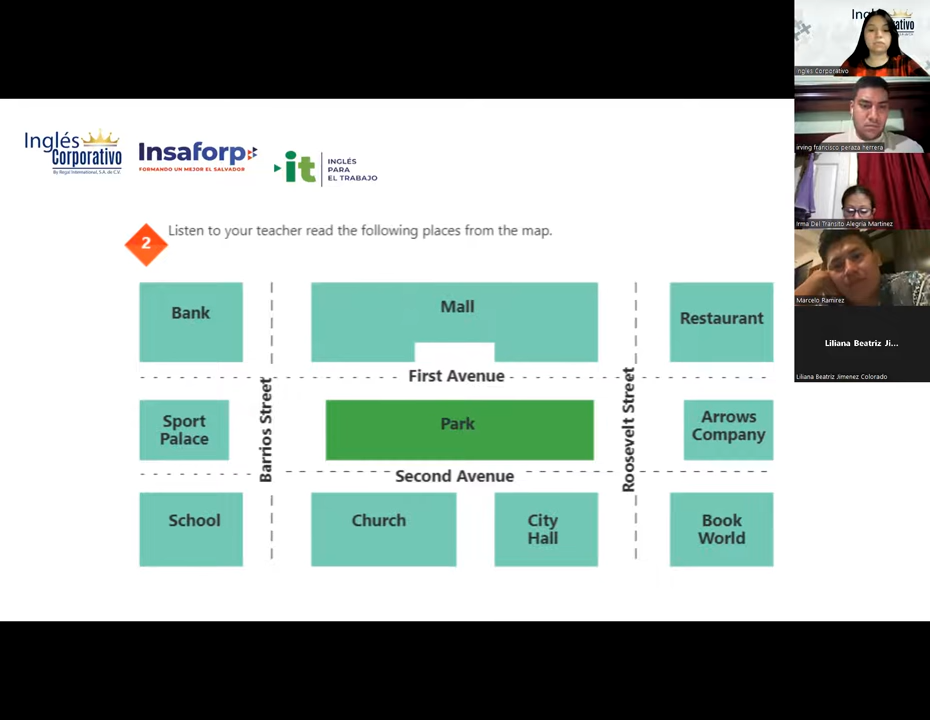 Inglés
Corporativo
By Regal International, S.A. de C.V.
Insaforp
FORMANDO UN MEJOR EL SALVADOR
it
INGLÉS
PARA
EL TRABAJO
2
Listen to your teacher read the following places from the map.
Bank
Mall
Restaurant
First Avenue
Sport
Palace
Barrios Street
Park
Roosevelt Street
Arrows
Company
Second Avenue
School
Church
City
Hall
Book
World
Ingles Corporativo
irving francisco peraza herrera
Irma Del Transito Alegria Martinez
Marcelo Ramirez
Liliana Beatriz Ji...
Liliana Beatriz Jimenez Colorado